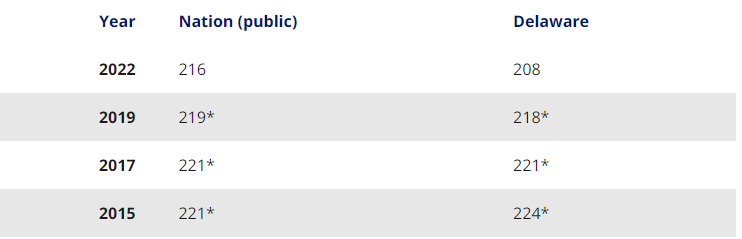 Year Nation (public) Delaware
2022 216 208
2019 219* 218*
2017 221* 221*
2015 221* 224*